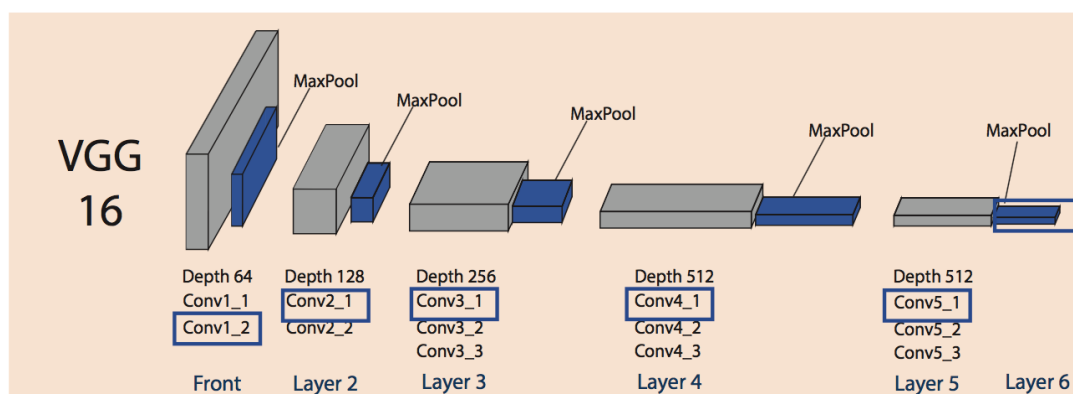 VGG
16
MaxPool
MaxPool
MaxPool
MaxPool
MaxPool
Depth 64
Conv1_1
Conv1_2
Front
Depth 128
Conv2_1
Conv2_2
Layer 2
Depth 256
Conv3_1
Conv3_2
Conv3_3
Layer 3
Depth 512
Conv4_1
Conv4_2
Conv4_3
Layer 4
Depth 512
Conv5_1
Conv5_2
Conv5_3
Layer 5
Layer 6